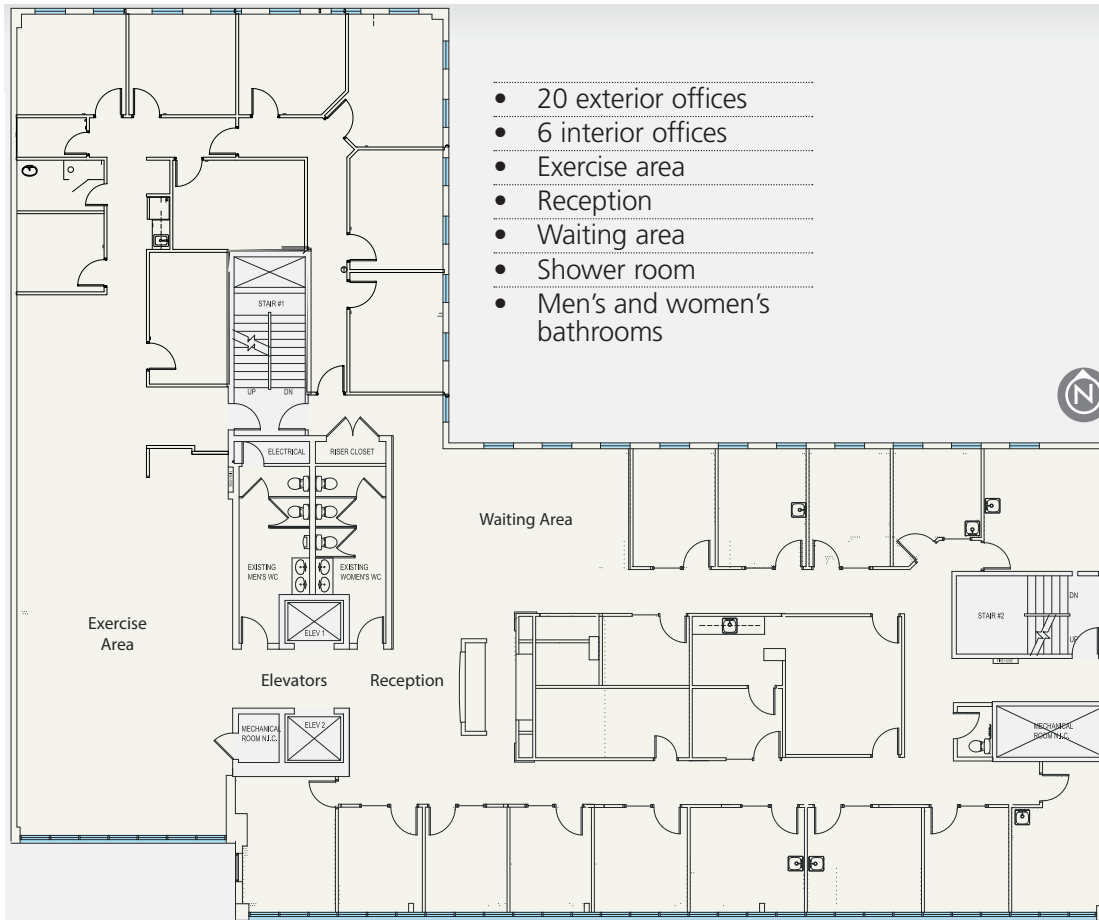 • 20 exterior offices
• 6 interior offices
• Exercise area
• Reception
• Waiting area
• Shower room
• Men's and women's
bathrooms
N
STAIR #1
UP
DN
ELECTRICAL
RISER CLOSET
Waiting Area
EXISTING
MEN'S WC
EXISTING
WOMEN'S WC
ELEV 1
DN
STAIR #2
UP
Exercise
Area
Elevators
Reception
MECHANICAL
ROOM N.I.C.
ELEV 2
MECHANICAL
ROOM N.I.C.